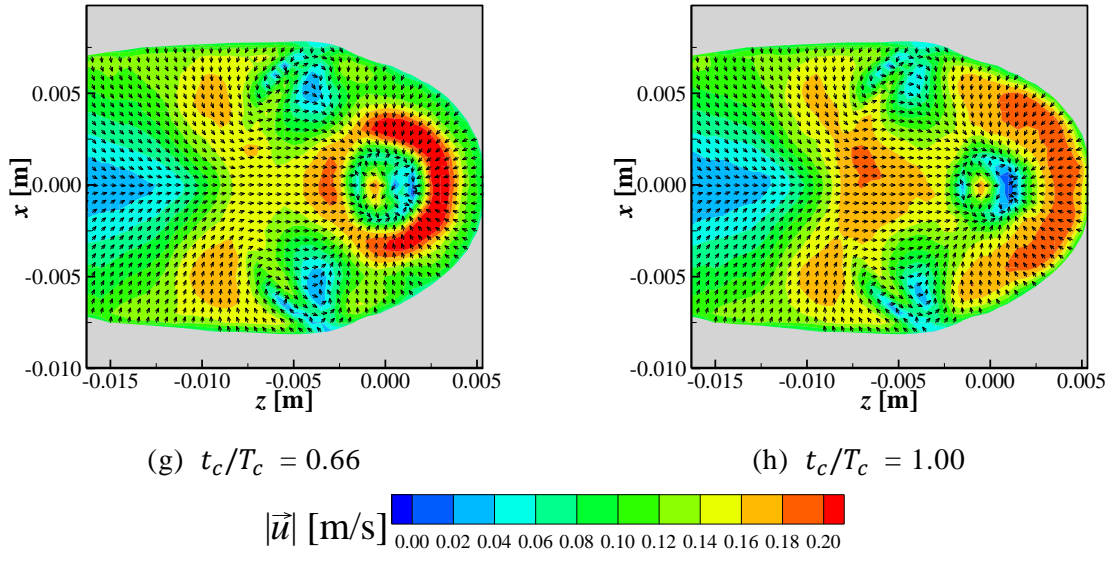 0.005
0.000
-0.005
-0.010
x [m]
-0.015 -0.010 -0.005 0.000 0.005
z [m]
0.005
0.000
-0.005
-0.010
x [m]
-0.015 -0.010 -0.005 0.000 0.005
z [m]
(g) t_c/T_c = 0.66
(h) t_c/T_c = 1.00
|u⃗| [m/s]
0.00 0.02 0.04 0.06 0.08 0.10 0.12 0.14 0.16 0.18 0.20